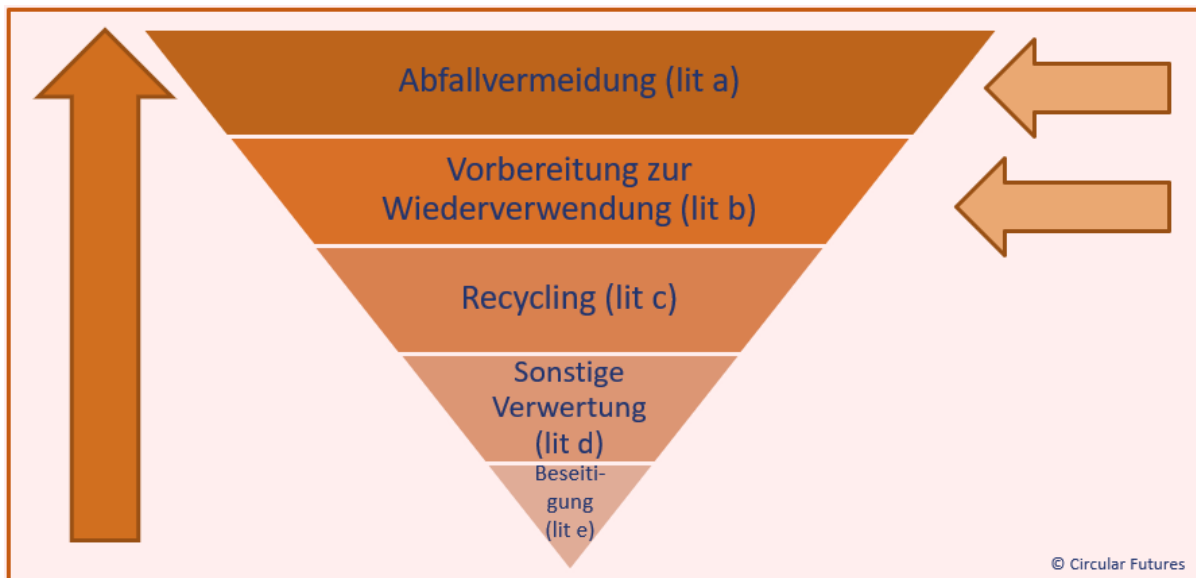 Abfallvermeidung (lit a)
Vorbereitung zur
Wiederverwendung (lit b)
Recycling (lit c)
Sonstige
Verwertung
(lit d)
Beseiti-
gung
(lit e)
© Circular Futures